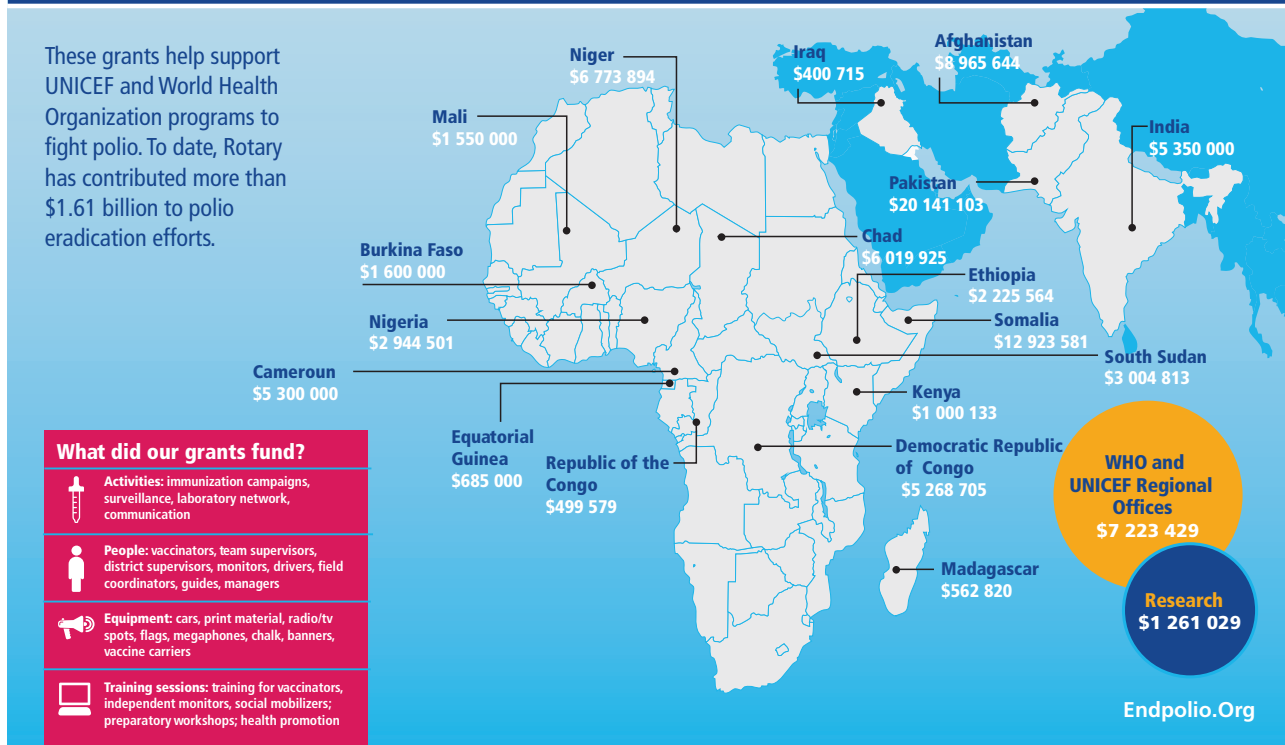 These grants help support
UNICEF and World Health
Organization programs to
fight polio. To date, Rotary
has contributed more than
$1.61 billion to polio
eradication efforts.
Niger
$6 773 894
Iraq
$400 715
Afghanistan
$8 965 644
Mali
$1 550 000
India
$5 350 000
Pakistan
$20 141 103
Burkina Faso
$1 600 000
Chad
$6 019 925
Ethiopia
$2 225 564
Nigeria
$2 944 501
Somalia
$12 923 581
South Sudan
$3 004 813
Cameroun
$5 300 000
Kenya
$1 000 133
Equatorial
Guinea
$685 000
Republic of the
Congo
$499 579
Democratic Republic
of Congo
$5 268 705
Madagascar
$562 820
What did our grants fund?
Activities: immunization campaigns,
surveillance, laboratory network,
communication
People: vaccinators, team supervisors,
district supervisors, monitors, drivers, field
coordinators, guides, managers
Equipment: cars, print material, radio/tv
spots, flags, megaphones, chalk, banners,
vaccine carriers
Training sessions: training for vaccinators,
independent monitors, social mobilizers;
preparatory workshops; health promotion
WHO and
UNICEF Regional
Offices
$7 223 429
Research
$1 261 029
Endpolio.Org